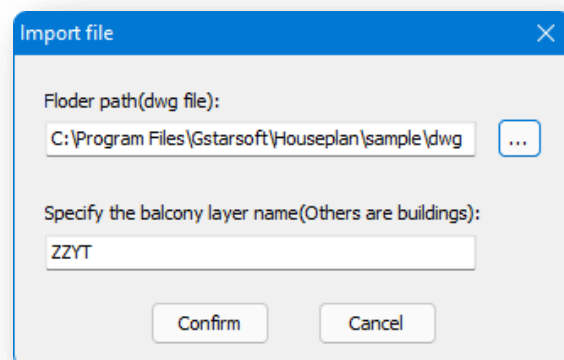 Import file
Floder path(dwg file):
C:\Program Files\Gstarsoft\Houseplan\sample\dwg
...
Specify the balcony layer name(Others are buildings):
ZZYT
Confirm Cancel